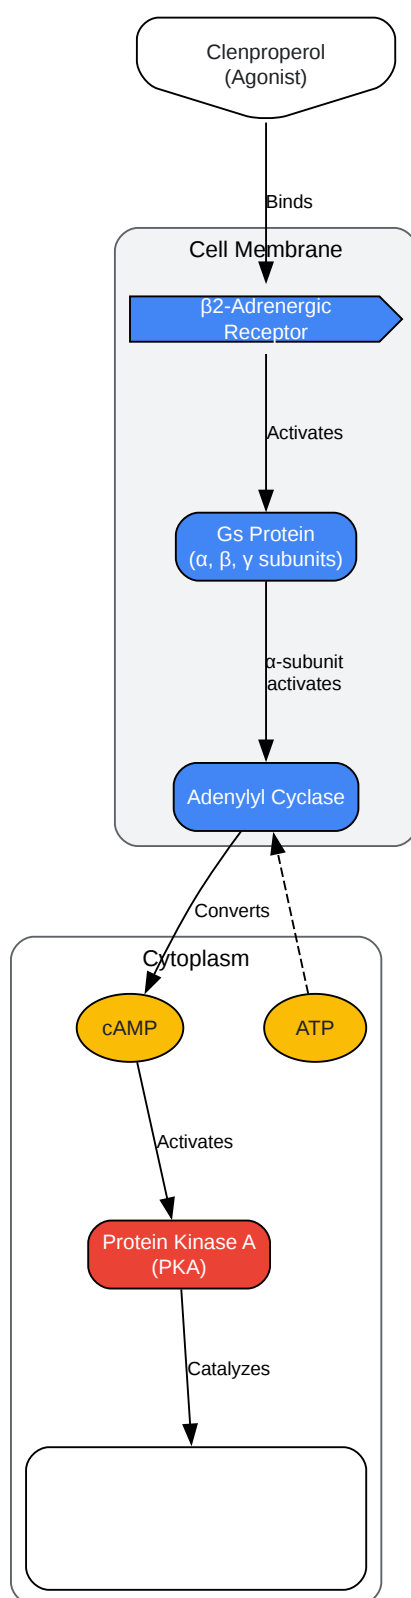 Clenproperol
(Agonist)
Binds
Cell Membrane
β2-Adrenergic
Receptor
Activates
Gs Protein
(α, β, γ subunits)
α-subunit
activates
Adenylyl Cyclase
Converts
Cytoplasm
cAMP
ATP
Activates
Protein Kinase A
(PKA)
Catalyzes